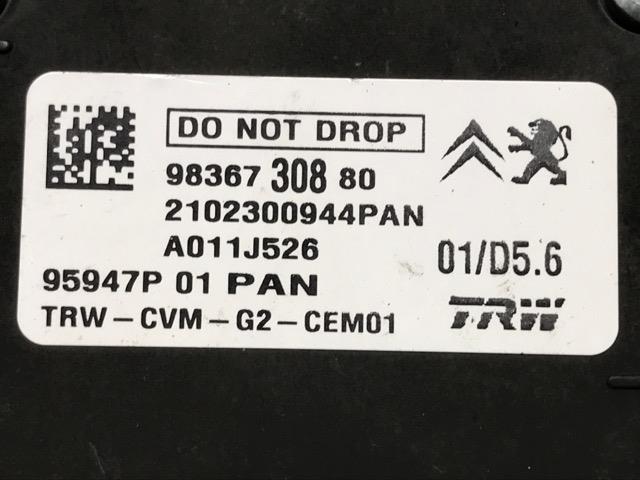 DO NOT DROP
98367 308 80
2102300944PAN
A011J526
01/D5.6
95947P 01 PAN
TRW-CVM-G2-CEM01
TRW